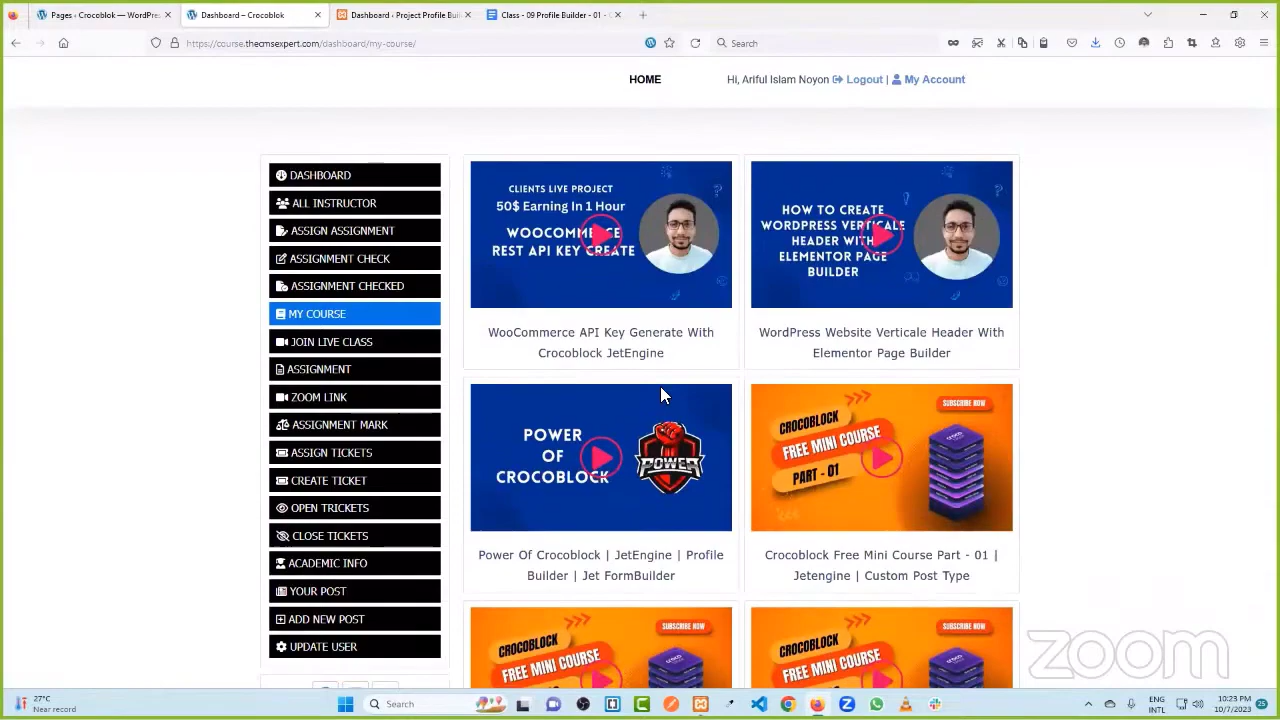 Pages ‹ Crocoblock — WordPres
Dashboard – Crocoblok
Dashboard ‹ Project Profile Buil
Class - 09 Profile Builder - 01 - G
https://course.thecmsexpert.com/dashboard/my-course/
Search
HOME
Hi, Ariful Islam Noyon Logout | My Account
DASHBOARD
ALL INSTRUCTOR
ASSIGN ASSIGNMENT
ASSIGNMENT CHECK
ASSIGNMENT CHECKED
MY COURSE
JOIN LIVE CLASS
ASSIGNMENT
ZOOM LINK
ASSIGNMENT MARK
ASSIGN TICKETS
CREATE TICKET
OPEN TRICKETS
CLOSE TICKETS
ACADEMIC INFO
YOUR POST
ADD NEW POST
UPDATE USER
CLIENTS LIVE PROJECT
50$ Earning In 1 Hour
WOOCOMMERCE
REST API KEY CREATE
WooCommerce API Key Generate With
Crocoblock JetEngine
HOW TO CREATE
WORDPRESS VERTICALE
HEADER WITH
ELEMENTOR PAGE
BUILDER
WordPress Website Verticale Header With
Elementor Page Builder
POWER
OF
CROCOBLOCK
POWER
Power Of Crocoblock | JetEngine | Profile
Builder | Jet FormBuilder
SUBSCRIBE NOW
CROCOBLOCK
FREE MINI COURSE
PART - 01
Crocoblock Free Mini Course Part - 01 |
Jetengine | Custom Post Type
SUBSCRIBE NOW
CROCOBLOCK
FREE MINI COURSE
SUBSCRIBE NOW
CROCOBLOCK
FREE MINI COURSE
zoom
27°C
Near record
Search
ENG
INTL
10:23 PM
10/7/2023
25